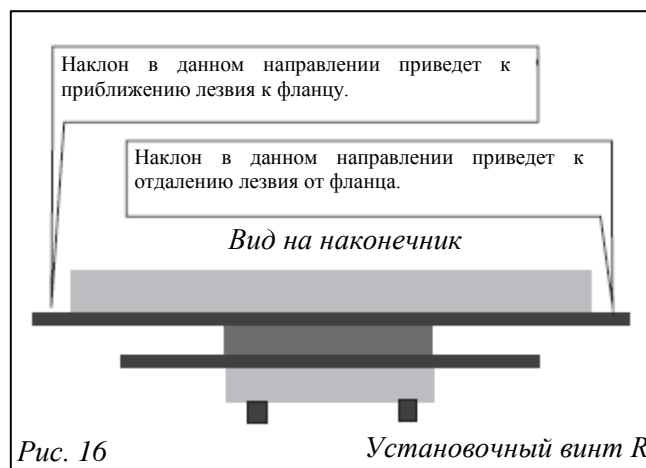 Наклон в данном направлении приведет к
приближению лезвия к фланцу.
Наклон в данном направлении приведет к
отдалению лезвия от фланца.
Вид на наконечник
Рис. 16
Установочный винт R